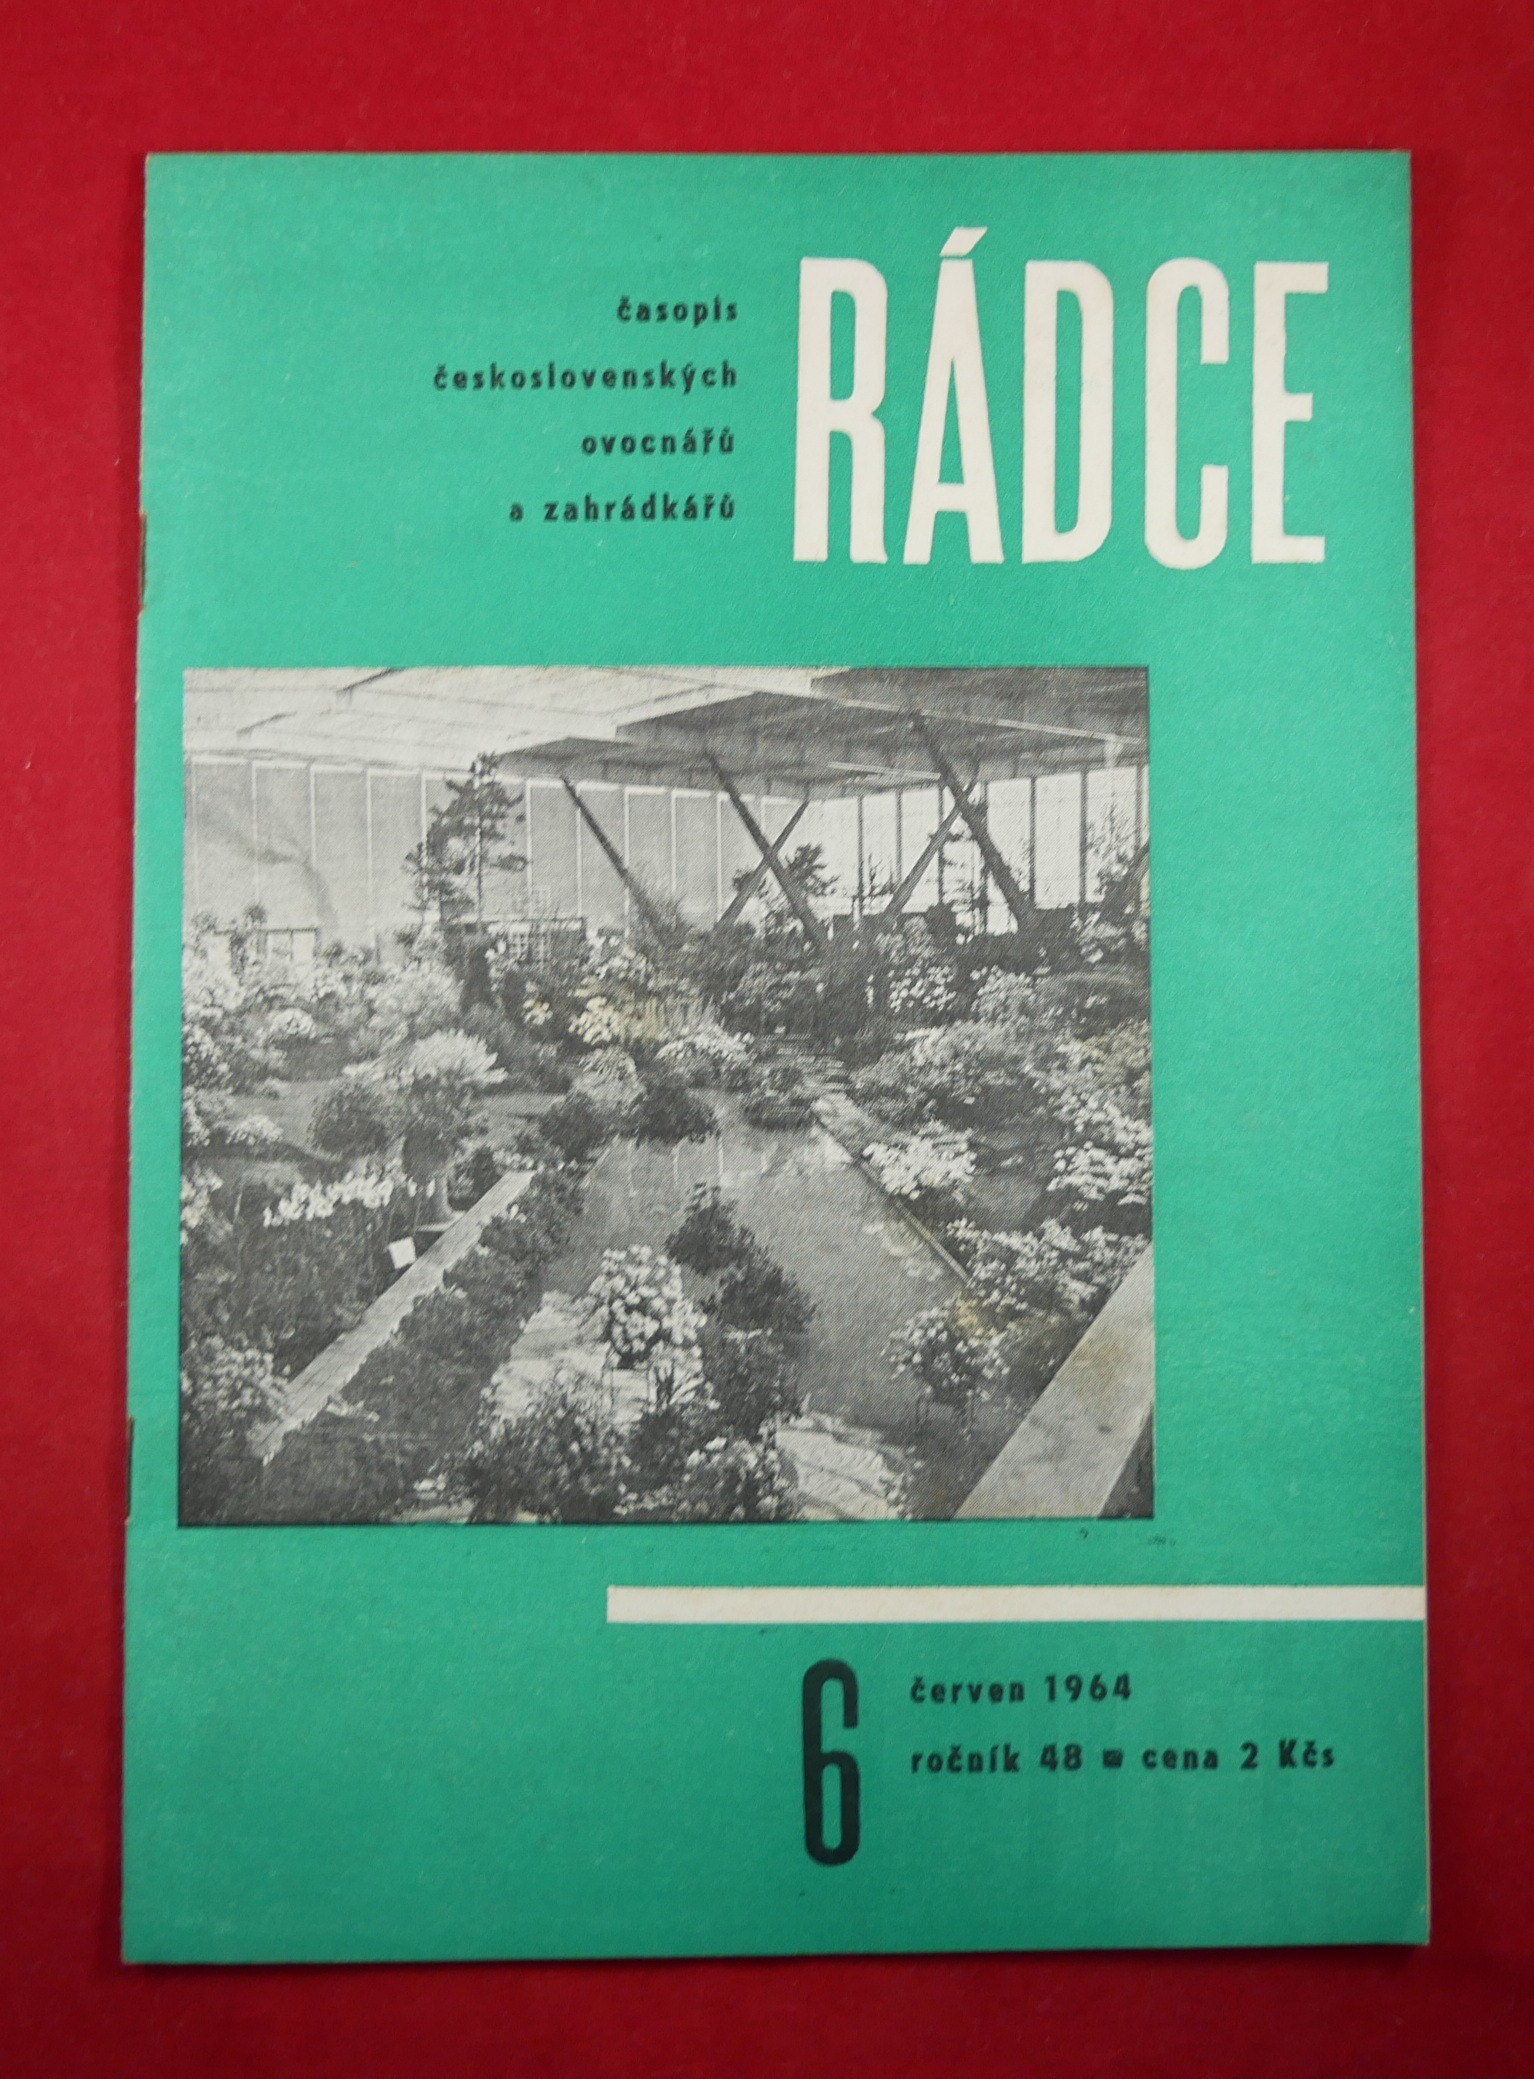 RÁDCE
časopis
československých
ovocnářů
a zahrádkářů
6
červen 1964
ročník 48 ■ cena 2 Kčs